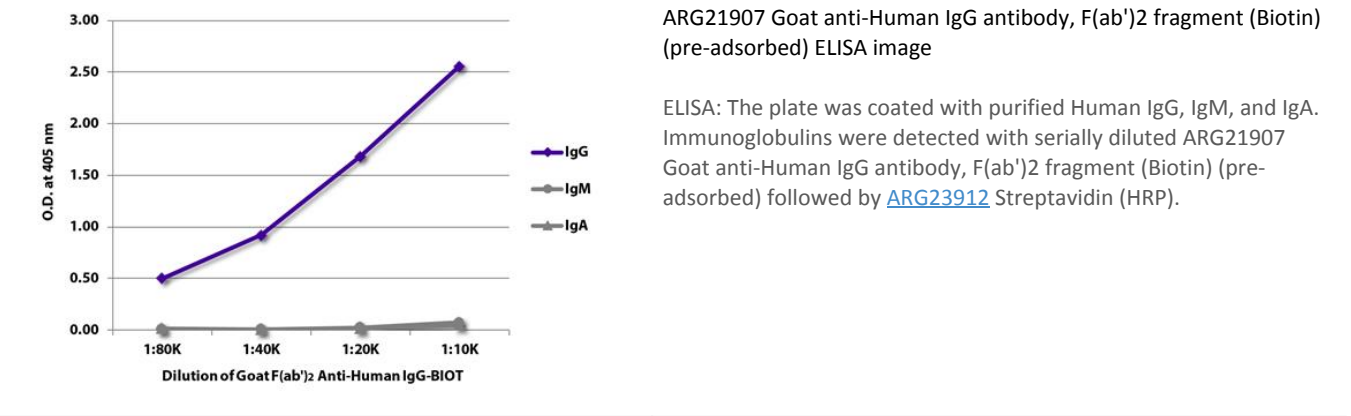 3.00
2.50
2.00
1.50
1.00
0.50
0.00
O.D. at 405 nm
1:80K
1:40K
1:20K
1:10K
Dilution of Goat F(ab')2 Anti-Human IgG-BIOT
IgG
IgM
IgA
ARG21907 Goat anti-Human IgG antibody, F(ab')2 fragment (Biotin)
(pre-adsorbed) ELISA image
ELISA: The plate was coated with purified Human IgG, IgM, and IgA.
Immunoglobulins were detected with serially diluted ARG21907
Goat anti-Human IgG antibody, F(ab')2 fragment (Biotin) (pre-
adsorbed) followed by ARG23912 Streptavidin (HRP).